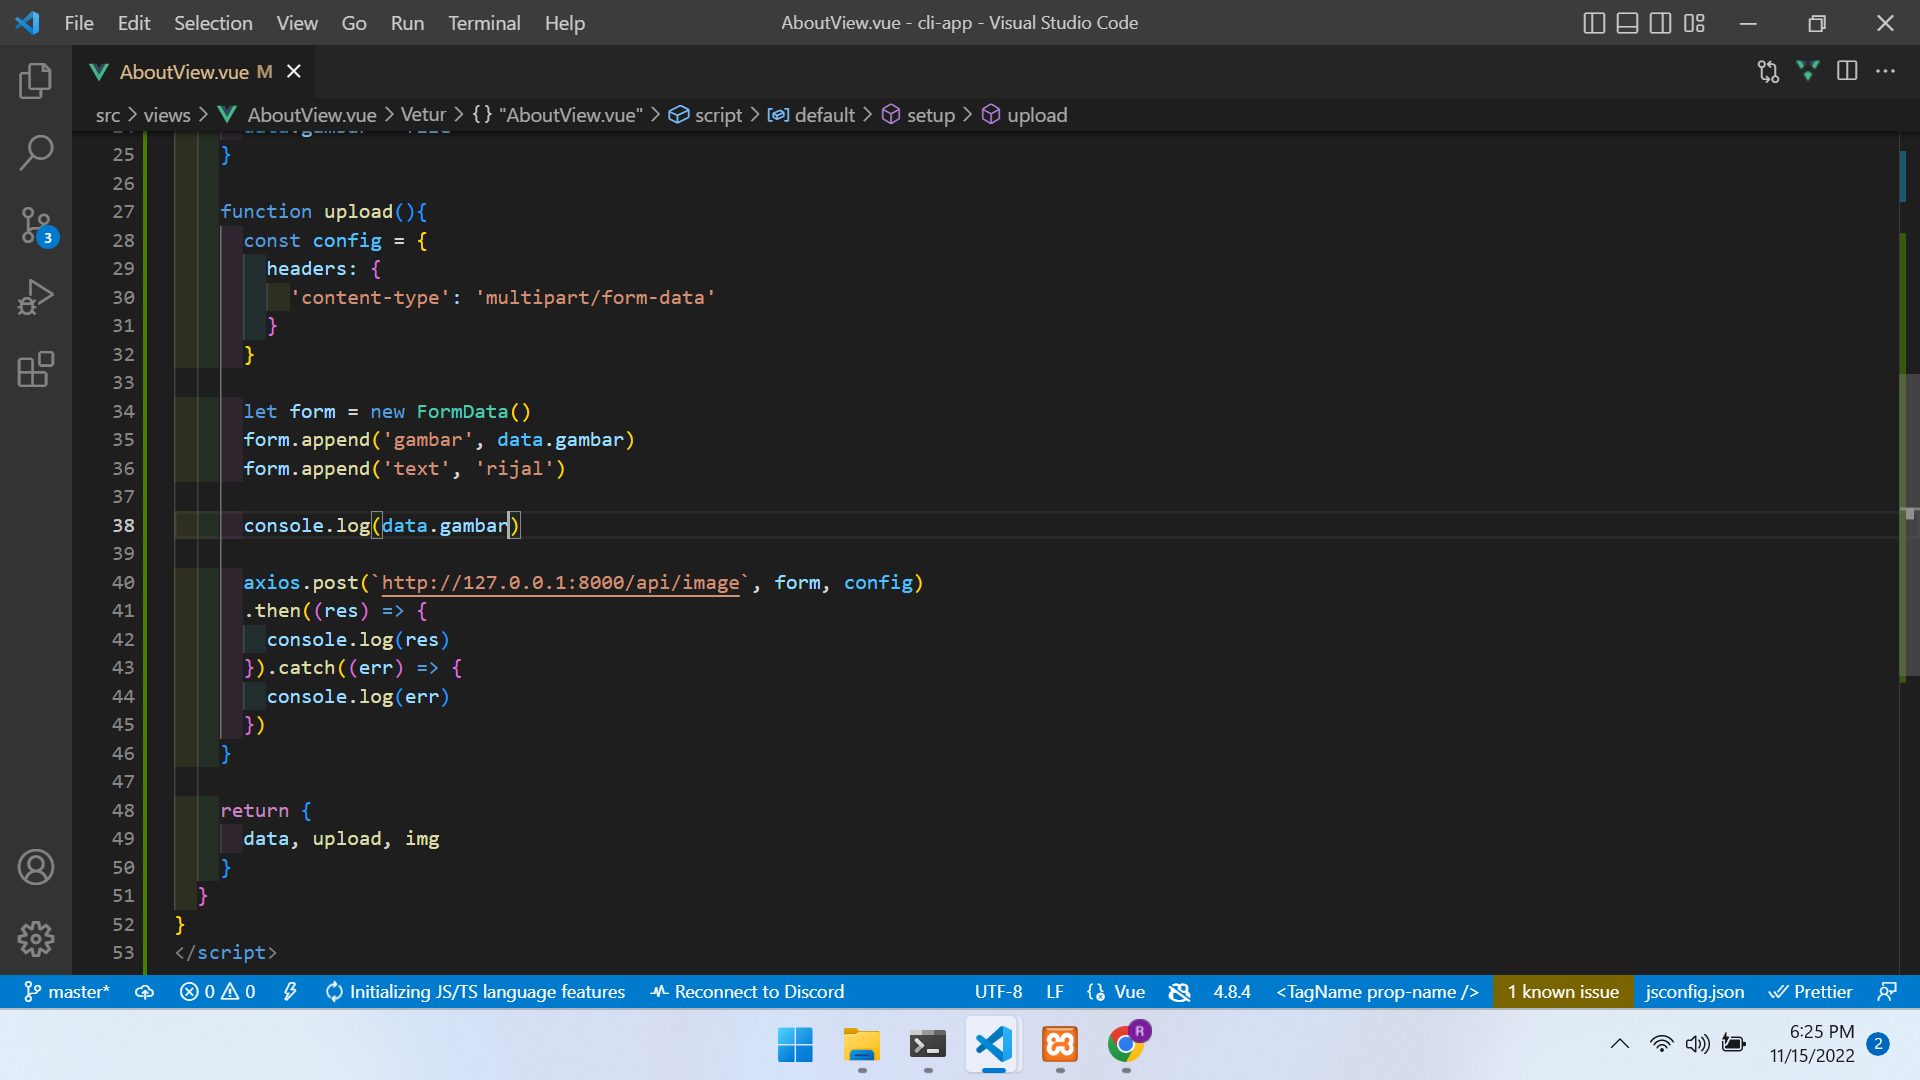 File Edit Selection View Go Run Terminal Help AboutView.vue - cli-app - Visual Studio Code
AboutView.vue M
src > views > AboutView.vue > Vetur > {} "AboutView.vue" > script > default > setup > upload
25 }
26
27 function upload(){
28 const config = {
29 headers: {
30 'content-type': 'multipart/form-data'
31 }
32 }
33
34 let form = new FormData()
35 form.append('gambar', data.gambar)
36 form.append('text', 'rijal')
37
38 console.log(data.gambar)
39
40 axios.post(`http://127.0.0.1:8000/api/image`, form, config)
41 .then((res) => {
42 console.log(res)
43 }).catch((err) => {
44 console.log(err)
45 })
46 }
47
48 return {
49 data, upload, img
50 }
51 }
52 }
53 </script>
3
master* 0 0 Initializing JS/TS language features Reconnect to Discord UTF-8 LF Vue 4.8.4 <TagName prop-name /> 1 known issue jsconfig.json Prettier
R
6:25 PM
11/15/2022
2